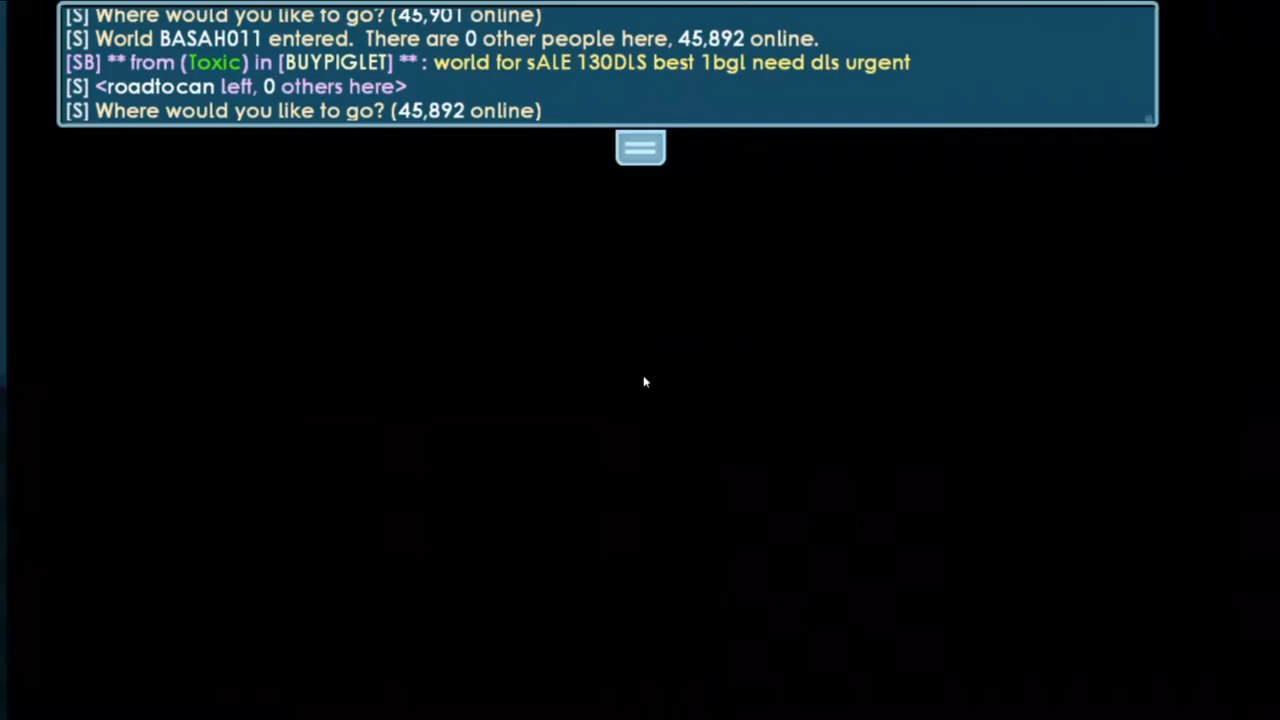 [S] Where would you like to go? (45,901 online)
[S] World BASAH011 entered. There are 0 other people here, 45,892 online.
[SB] ** from (Toxic) in [BUYPIGLET] ** : world for sALE 130DLS best 1bgl need dls urgent
[S] <roadtocan left, 0 others here>
[S] Where would you like to go? (45,892 online)